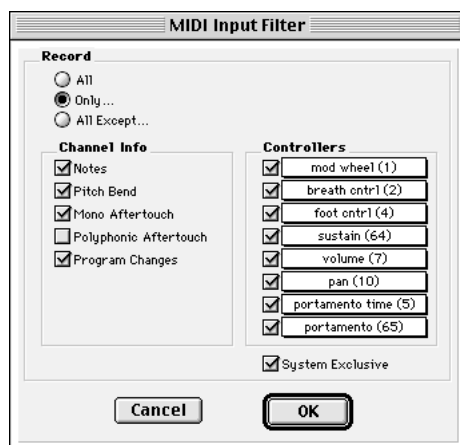 MIDI Input Filter
Record
All
Only...
All Except...
Channel Info
Notes
Pitch Bend
Mono Aftertouch
Polyphonic Aftertouch
Program Changes
Controllers
mod wheel (1)
breath cntrl (2)
foot cntrl (4)
sustain (64)
volume (7)
pan (10)
portamento time (5)
portamento (65)
System Exclusive
Cancel
OK